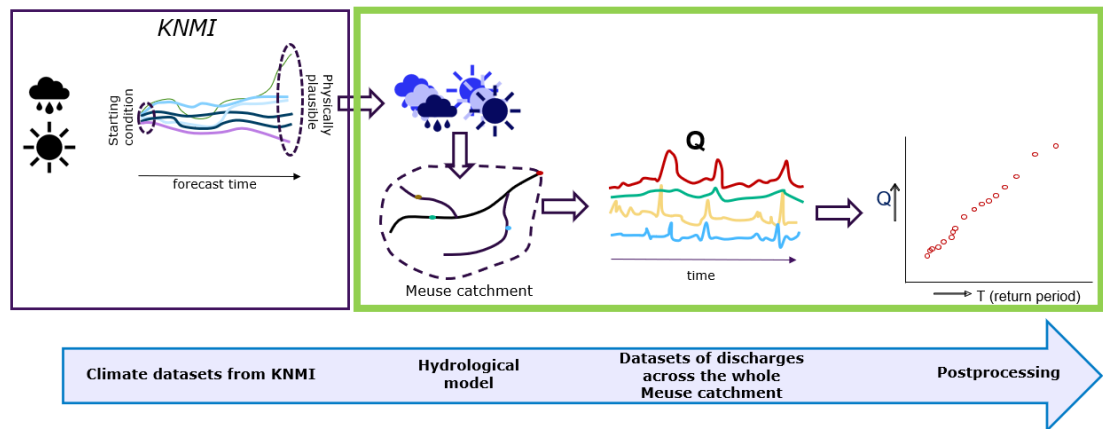 KNMI
Starting
condition
Physically
plausible
forecast time
Meuse catchment
Q
time
Q
T (return period)
Climate datasets from KNMI
Hydrological
model
Datasets of discharges
across the whole
Meuse catchment
Postprocessing